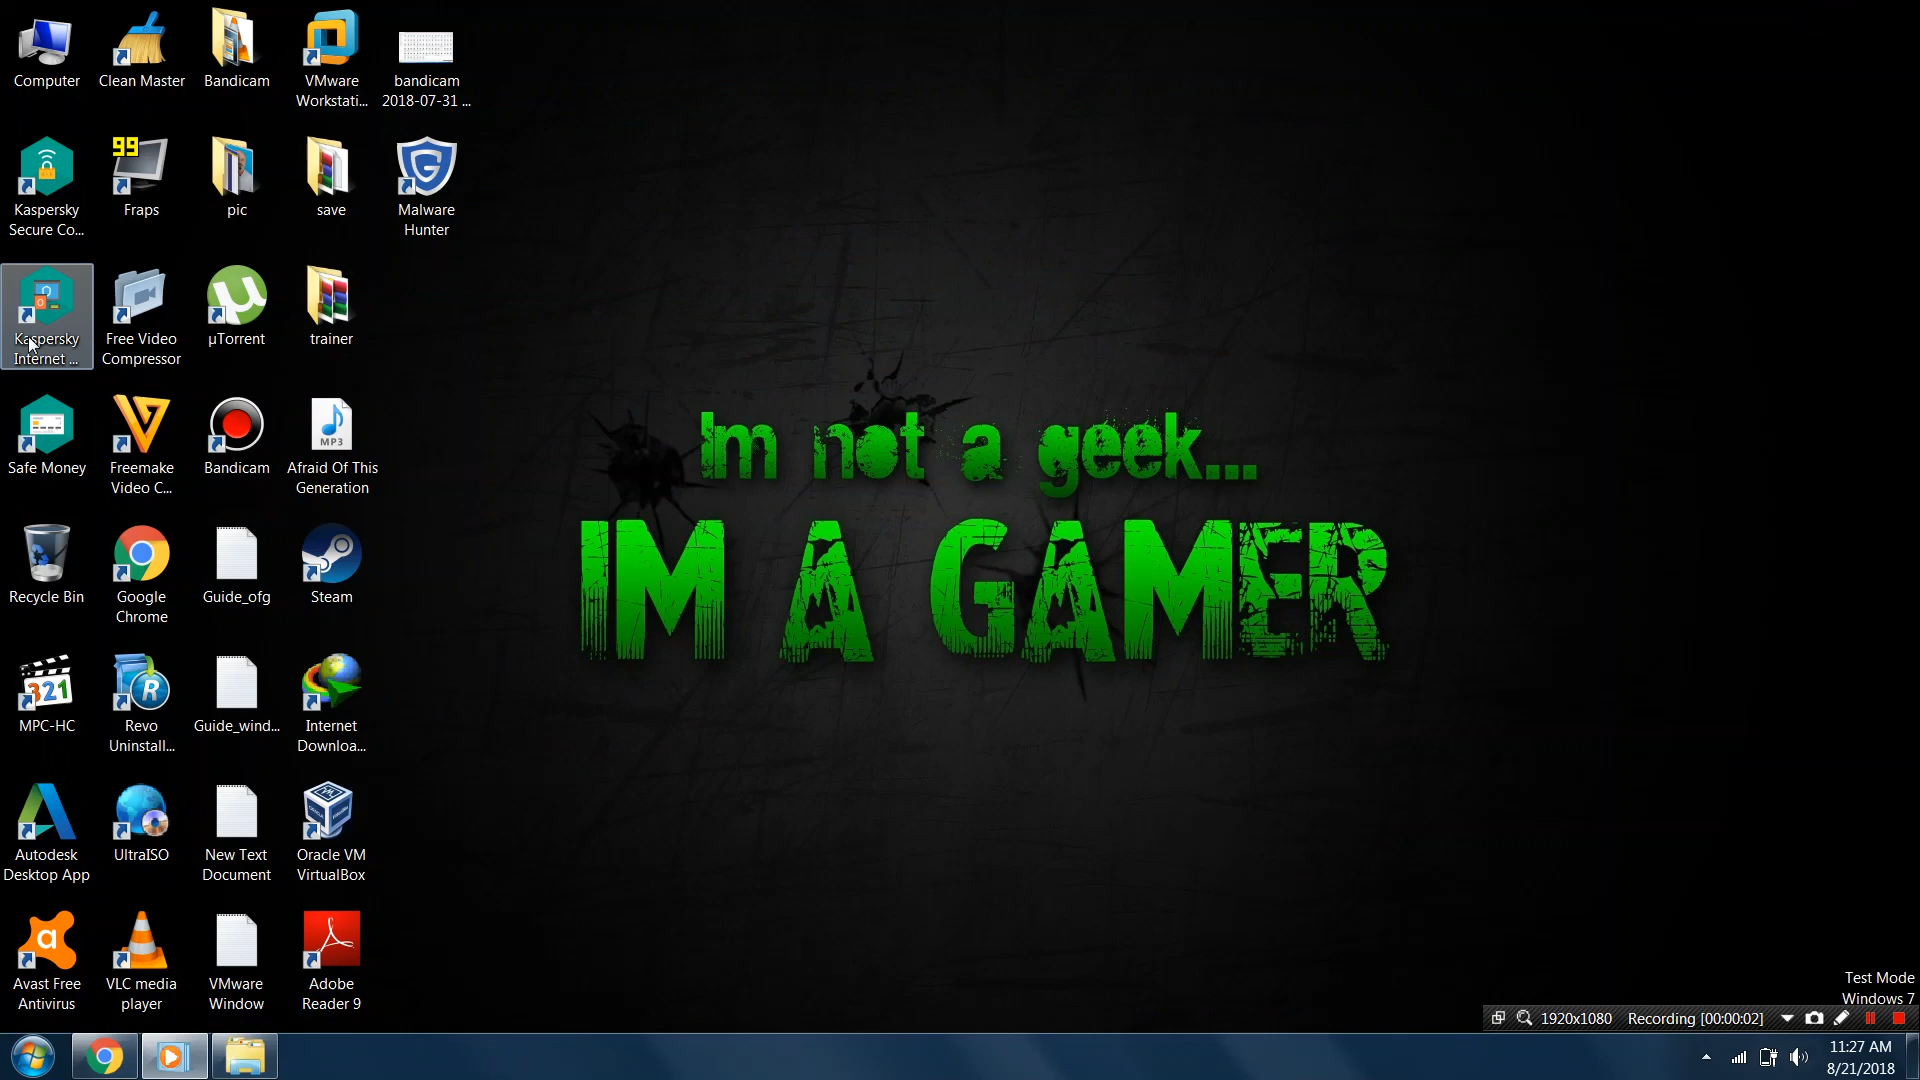 Computer
Clean Master
Bandicam
VMware
Workstati...
bandicam
2018-07-31 ...
Kaspersky
Secure Co...
99
Fraps
pic
save
Malware
Hunter
Kaspersky
Internet ...
Free Video
Compressor
µTorrent
trainer
Safe Money
Freemake
Video C...
Bandicam
MP3
Afraid Of This
Generation
Recycle Bin
Google
Chrome
Guide_ofg
Steam
321
MPC-HC
Revo
Uninstall...
Guide_wind...
Internet
Downloa...
Autodesk
Desktop App
UltraISO
New Text
Document
Oracle VM
VirtualBox
Avast Free
Antivirus
VLC media
player
VMware
Window
Adobe
Reader 9
Im not a geek...
IM A GAMER
Test Mode
Windows 7
1920x1080 Recording [00:00:02]
11:27 AM
8/21/2018